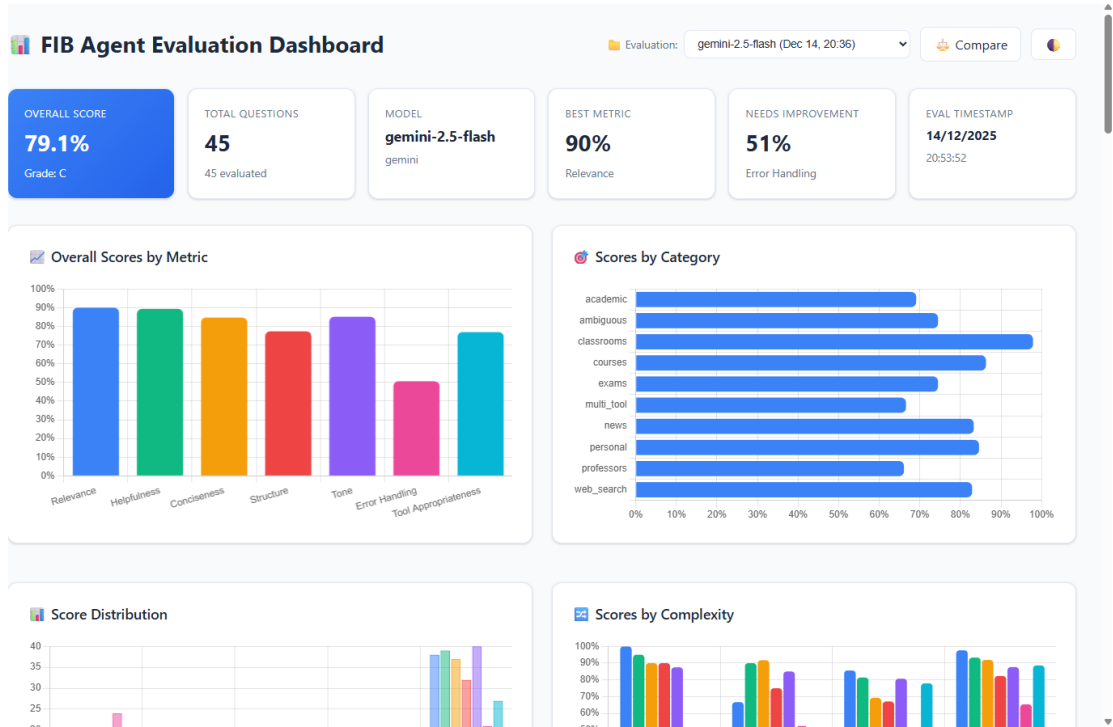 FIB Agent Evaluation Dashboard
Evaluation:
gemini-2.5-flash (Dec 14, 20:36)
Compare
OVERALL SCORE
79.1%
Grade: C
TOTAL QUESTIONS
45
45 evaluated
MODEL
gemini-2.5-flash
gemini
BEST METRIC
90%
Relevance
NEEDS IMPROVEMENT
51%
Error Handling
EVAL TIMESTAMP
14/12/2025
20:53:52
Overall Scores by Metric
100%
90%
80%
70%
60%
50%
40%
30%
20%
10%
0%
Relevance
Helpfulness
Conciseness
Structure
Tone
Error Handling
Tool Appropriateness
Scores by Category
academic
ambiguous
classrooms
courses
exams
multi_tool
news
personal
professors
web_search
0% 10% 20% 30% 40% 50% 60% 70% 80% 90% 100%
Score Distribution
40
35
30
25
Scores by Complexity
100%
90%
80%
70%
60%